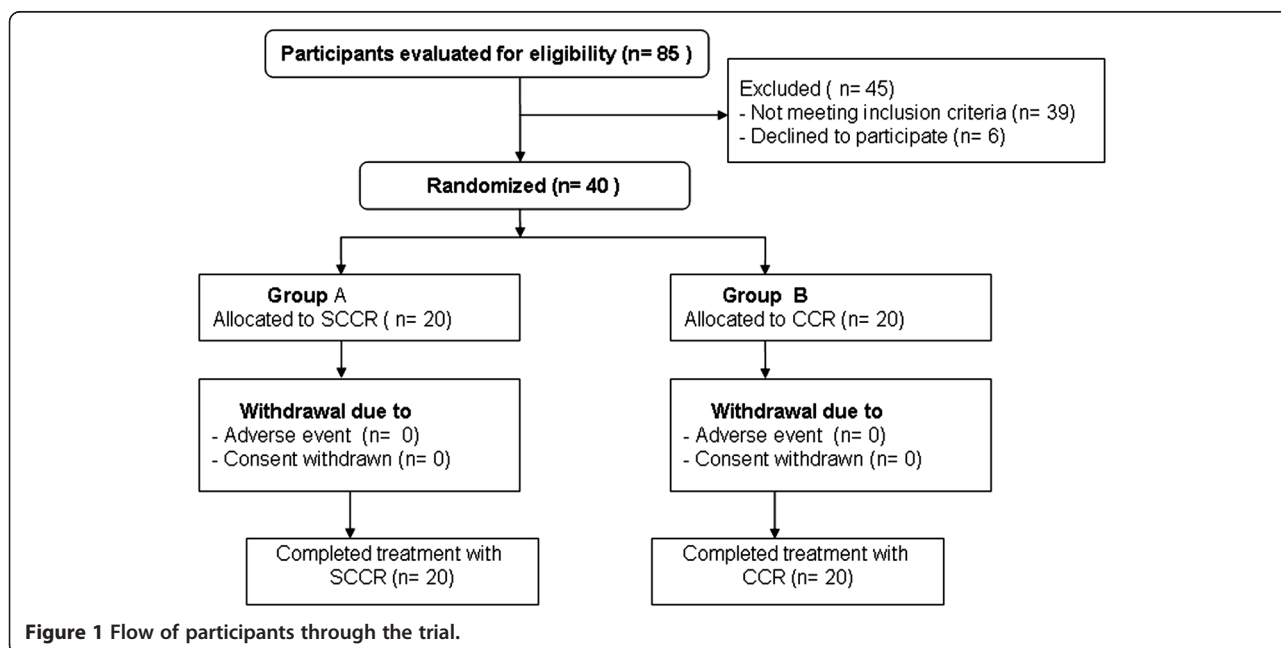 Participants evaluated for eligibility (n= 85 )
Excluded ( n= 45)
- Not meeting inclusion criteria (n= 39)
- Declined to participate (n= 6)
Randomized (n= 40 )
Group A
Allocated to SCCR ( n= 20)
Group B
Allocated to CCR (n= 20)
Withdrawal due to
- Adverse event (n= 0)
- Consent withdrawn (n= 0)
Withdrawal due to
- Adverse event (n= 0)
- Consent withdrawn (n= 0)
Completed treatment with
SCCR (n= 20)
Completed treatment with
CCR (n= 20)
Figure 1 Flow of participants through the trial.